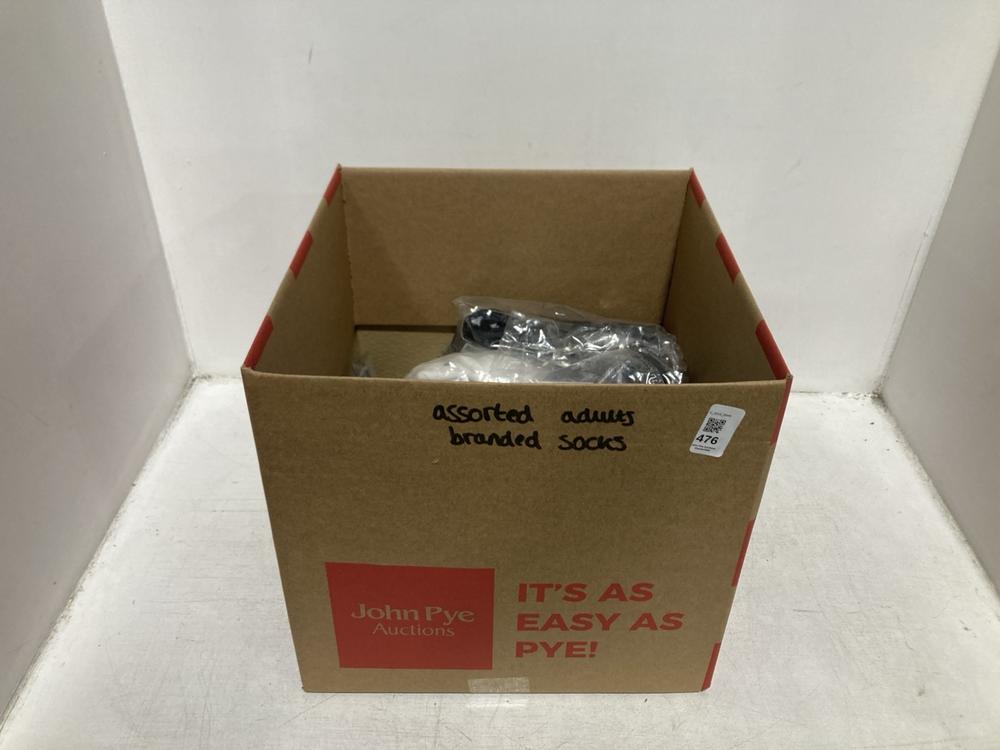 assorted adults
branded socks
476
John Pye
Auctions
IT'S AS
EASY AS
PYE!